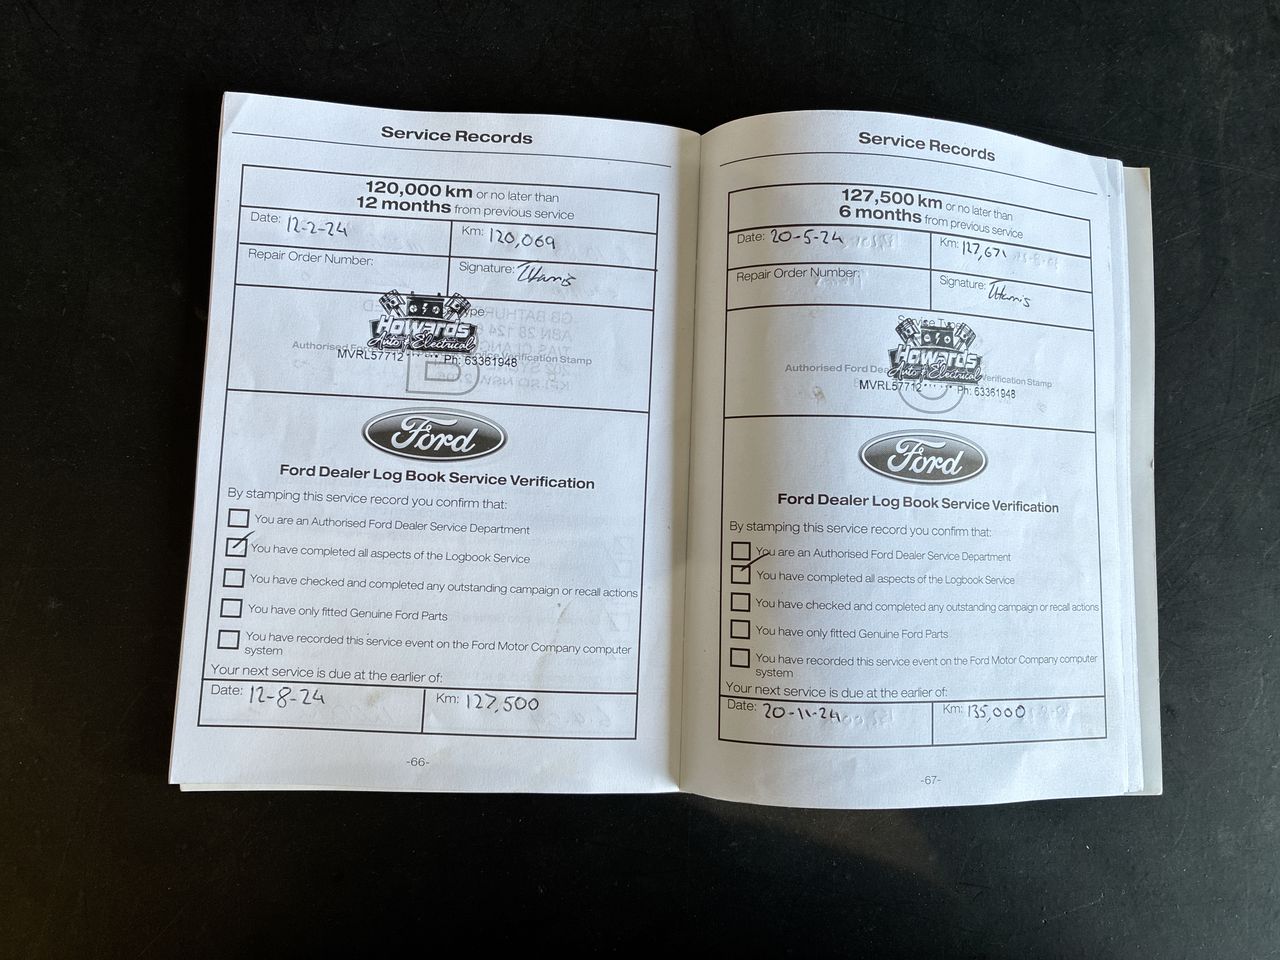 Service Records
120,000 km or no later than
12 months from previous service
Date: 12-2-24
Km: 120,069
Repair Order Number:
Signature: Harris
Howards
Auto & Electrical
MVRL57712 Ph: 63361948
B
Ford
Ford Dealer Log Book Service Verification
By stamping this service record you confirm that:
You are an Authorised Ford Dealer Service Department
You have completed all aspects of the Logbook Service
You have checked and completed any outstanding campaign or recall actions
You have only fitted Genuine Ford Parts
You have recorded this service event on the Ford Motor Company computer
system
Your next service is due at the earlier of:
Date: 12-8-24
Km: 127,500
-66-
Service Records
127,500 km or no later than
6 months from previous service
Date: 20-5-24
Km: 127,671
Repair Order Number:
Signature: Harris
Service Type
Howards
Auto & Electrical
Authorised Ford Verification Stamp
MVRL57712 Ph: 63361948
Ford
Ford Dealer Log Book Service Verification
By stamping this service record you confirm that:
You are an Authorised Ford Dealer Service Department
You have completed all aspects of the Logbook Service
You have checked and completed any outstanding campaign or recall actions
You have only fitted Genuine Ford Parts
You have recorded this service event on the Ford Motor Company computer
system
Your next service is due at the earlier of:
Date: 20-11-24
Km: 135,000
-67-